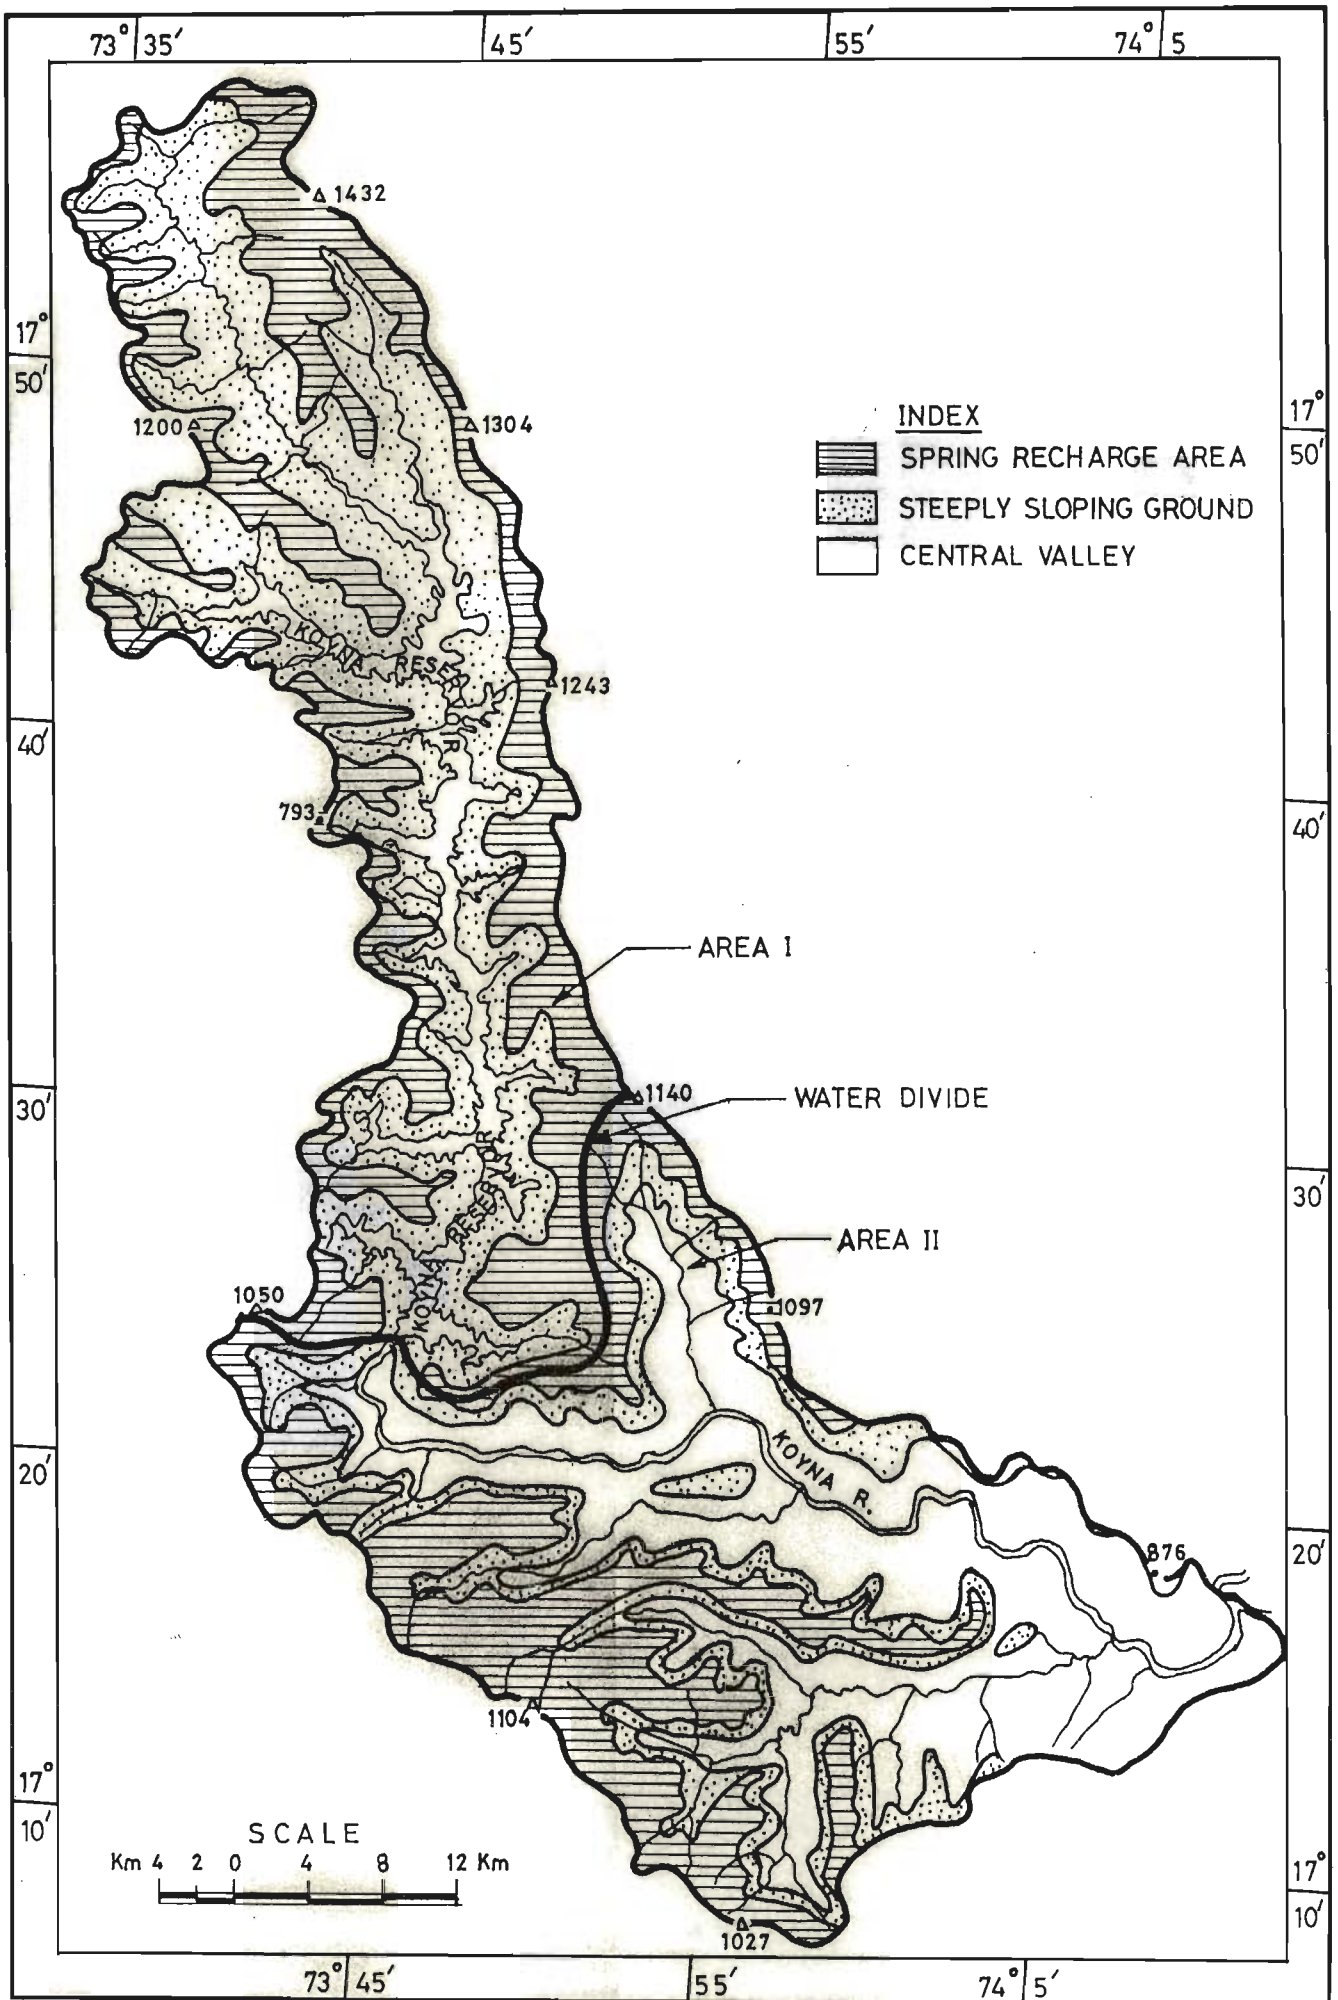 73° 35′ 45′ 55′ 74° 5
△ 1432
17°
50′
1200 △
△ 1304
17°
50′
INDEX
SPRING RECHARGE AREA
STEEPLY SLOPING GROUND
CENTRAL VALLEY
KOYNA RESERVOIR
△ 1243
40′
793
40′
AREA I
30′
△ 1140
WATER DIVIDE
30′
KOYNA RESERVOIR
AREA II
1050
1097
20′
KOYNA R.
20′
876
1104
17°
10′
SCALE
Km 4 2 0 4 8 12 Km
17°
10′
1027
73° 45′ 55′ 74° 5′